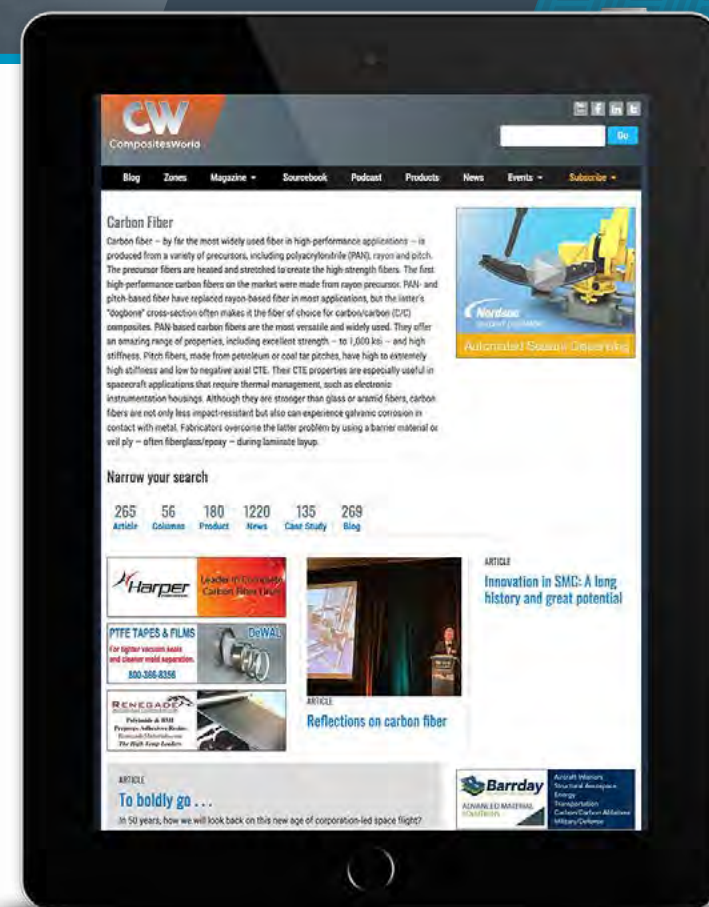 CW
CompositesWorld
Go
Blog Zones Magazine Sourcebook Podcast Products News Events Subscribe
Carbon Fiber
Carbon fiber — by far the most widely used fiber in high-performance applications — is
produced from a variety of precursors, including polyacrylonitrile (PAN), rayon and pitch.
The precursor fibers are heated and stretched to create the high-strength fibers. The first
high-performance carbon fibers on the market were made from rayon precursor. PAN- and
pitch-based fiber have replaced rayon-based fiber in most applications, but the latter's
"dogbone" cross-section often makes it the fiber of choice for carbon/carbon (C/C)
composites. PAN-based carbon fibers are the most versatile and widely used. They offer
an amazing range of properties, including excellent strength — to 1,000 ksi — and high
stiffness. Pitch fibers, made from petroleum or coal tar pitches, have high to extremely
high stiffness and low to negative axial CTE. Their CTE properties are especially useful in
spacecraft applications that require thermal management, such as electronic
instrumentation housings. Although they are stronger than glass or aramid fibers, carbon
fibers are not only less impact-resistant but also can experience galvanic corrosion in
contact with metal. Fabricators overcome the latter problem by using a barrier material or
veil ply — often fiberglass/epoxy — during laminate layup.
Nordson
Automated Sealant Dispensing
Narrow your search
265 56 180 1220 135 269
Article Columns Product News Case Study Blog
Harper
Leader in Complete
Carbon Fiber Lines
PTFE TAPES & FILMS
For tighter vacuum seals
and cleaner mold separation.
800-366-8356
DeWAL
RENEGADE
Polyimide & BMI
Prepregs-Adhesives-Resins
The High Temp Leaders
ARTICLE
Reflections on carbon fiber
ARTICLE
Innovation in SMC: A long
history and great potential
ARTICLE
To boldly go . . .
In 50 years, how we will look back on this new age of corporation-led space flight?
Barrday
ADVANCED MATERIAL
SOLUTIONS
Aircraft Interiors
Structural Aerospace
Energy
Transportation
Carbon/Carbon Ablatives
Military/Defense